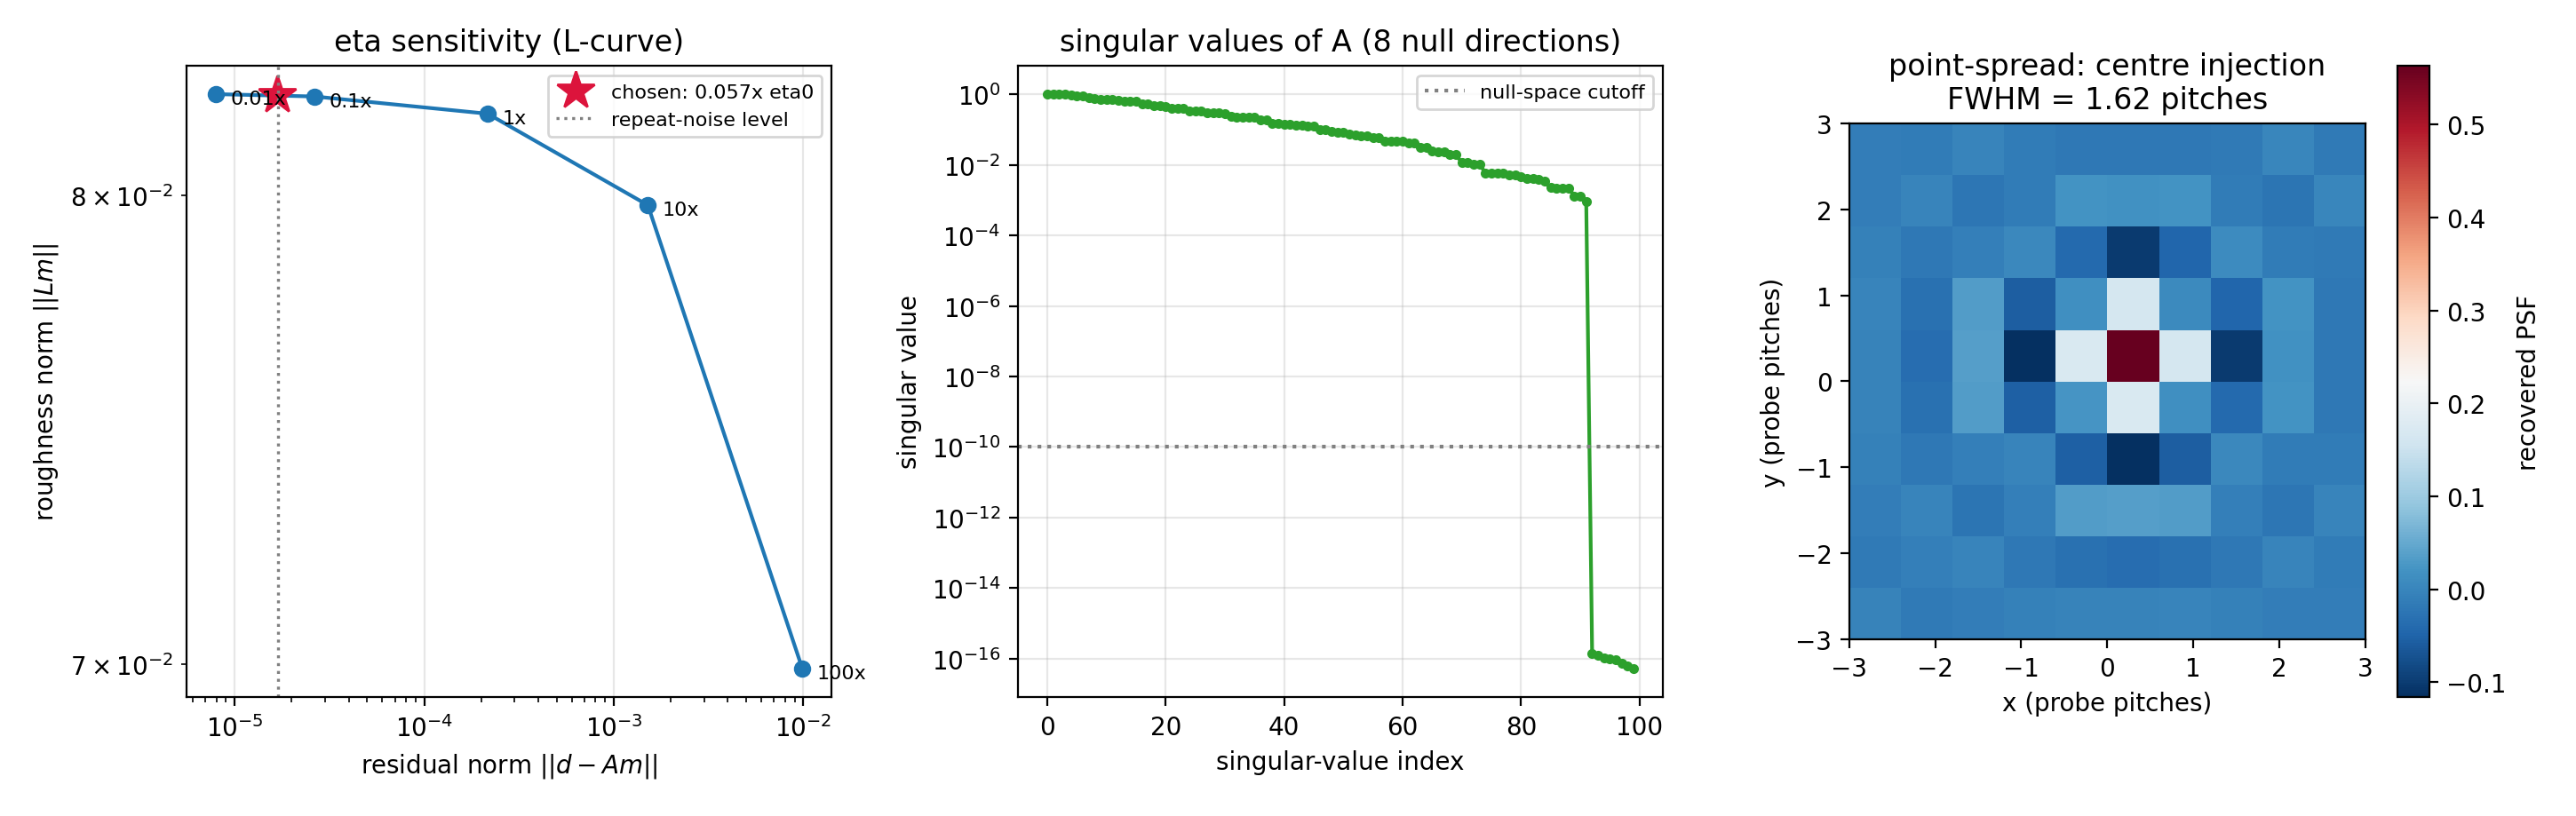 eta sensitivity (L-curve)
chosen: 0.057x eta0
repeat-noise level
0.01x
0.1x
1x
10x
100x
8 × 10⁻²
7 × 10⁻²
roughness norm ||Lm||
10⁻⁵
10⁻⁴
10⁻³
10⁻²
residual norm ||d − Am||
singular values of A (8 null directions)
null-space cutoff
10⁰
10⁻²
10⁻⁴
10⁻⁶
10⁻⁸
10⁻¹⁰
10⁻¹²
10⁻¹⁴
10⁻¹⁶
singular value
0
20
40
60
80
100
singular-value index
point-spread: centre injection
FWHM = 1.62 pitches
3
2
1
0
−1
−2
−3
y (probe pitches)
−3
−2
−1
0
1
2
3
x (probe pitches)
0.5
0.4
0.3
0.2
0.1
0.0
−0.1
recovered PSF